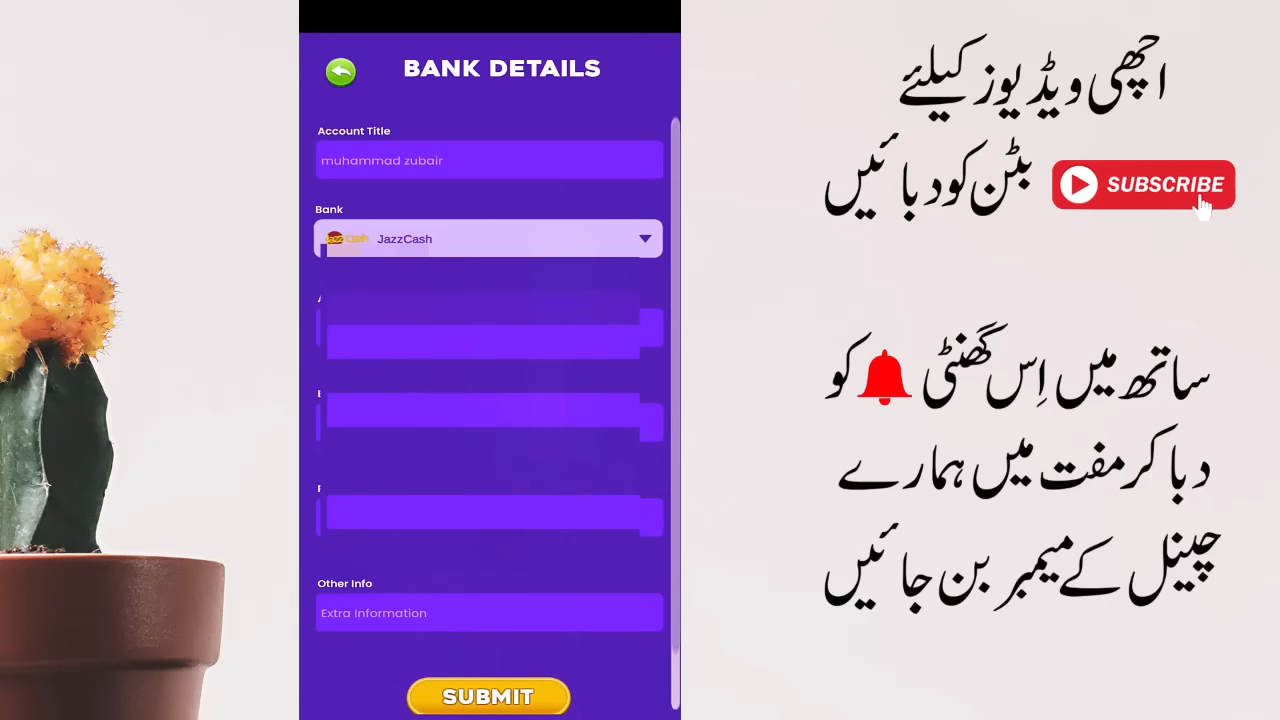 BANK DETAILS
Account Title
muhammad zubair
Bank
JazzCash JazzCash
Other Info
Extra Information
SUBMIT
اچھی ویڈیوز کیلئے
بٹن کو دبائیں SUBSCRIBE
ساتھ میں اِس گھنٹی کو
دبا کر مفت میں ہمارے
چینل کے میمبر بن جائیں